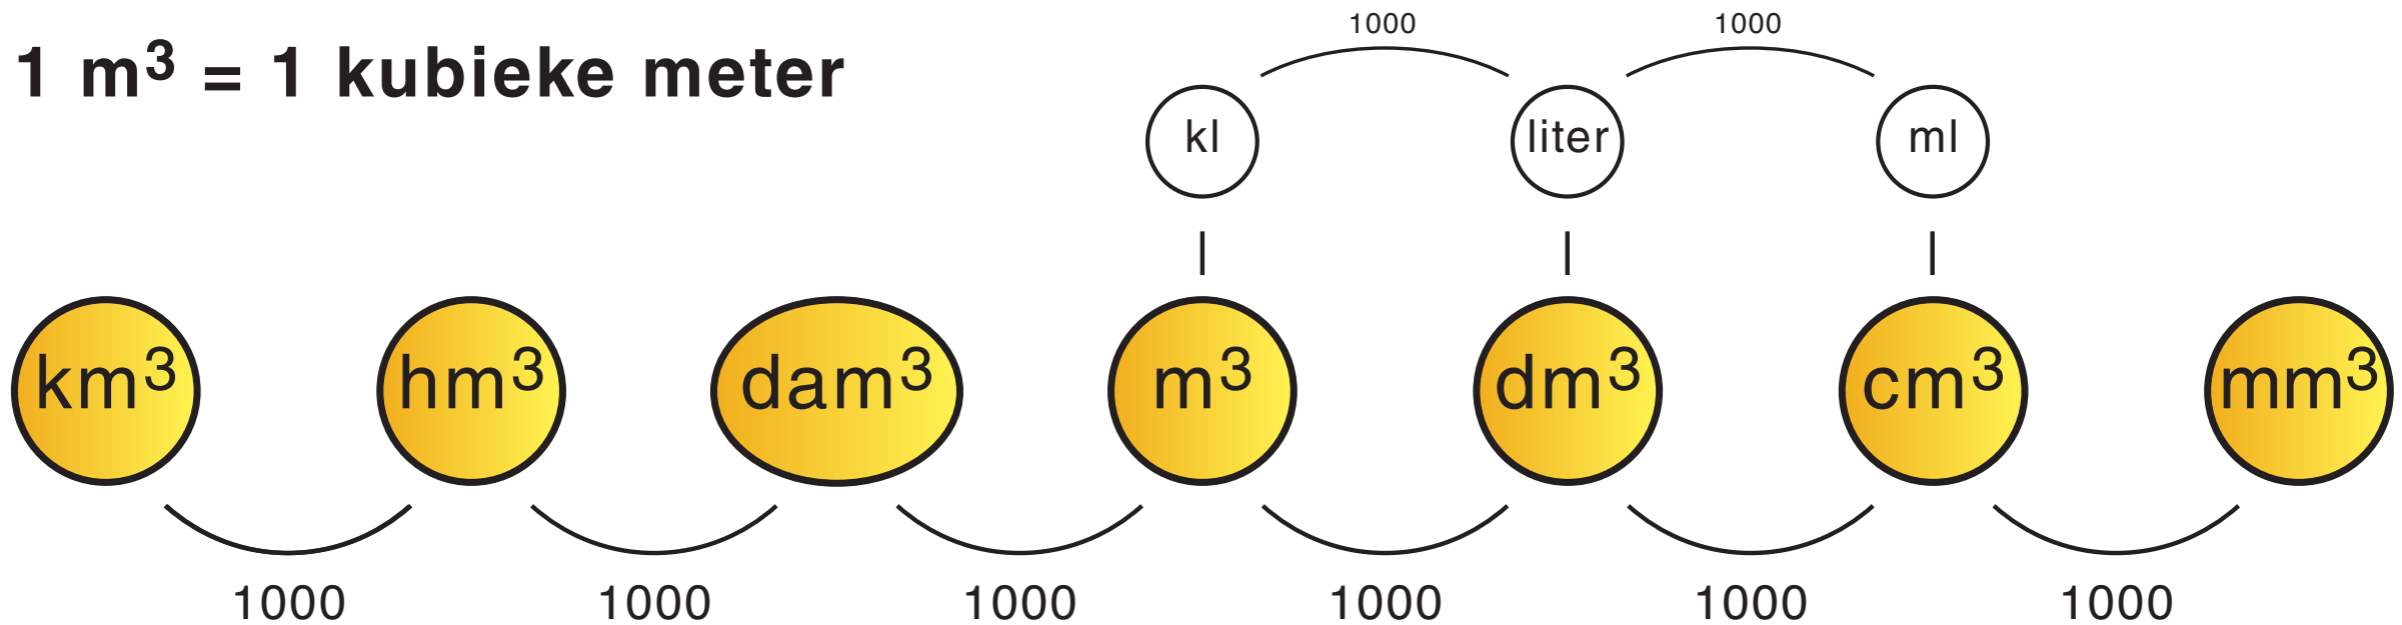 1000 1000
1 m³ = 1 kubieke meter
kl liter ml
km³ hm³ dam³ m³ dm³ cm³ mm³
1000 1000 1000 1000 1000 1000